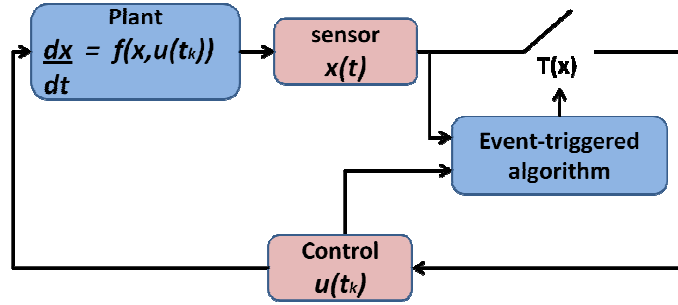 Plant
dx = f(x,u(tk))
dt
sensor
x(t)
T(x)
Event-triggered
algorithm
Control
u(tk)